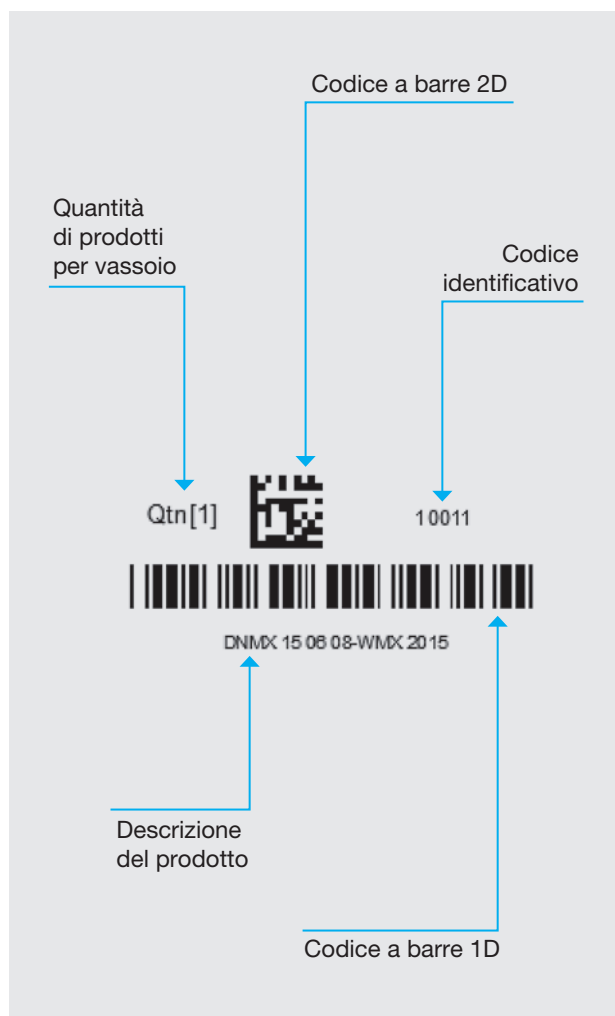 Codice a barre 2D
Quantità
di prodotti
per vassoio
Codice
identificativo
Qtn[1]
10011
DNMX 15 06 08-WMX 2015
Descrizione
del prodotto
Codice a barre 1D